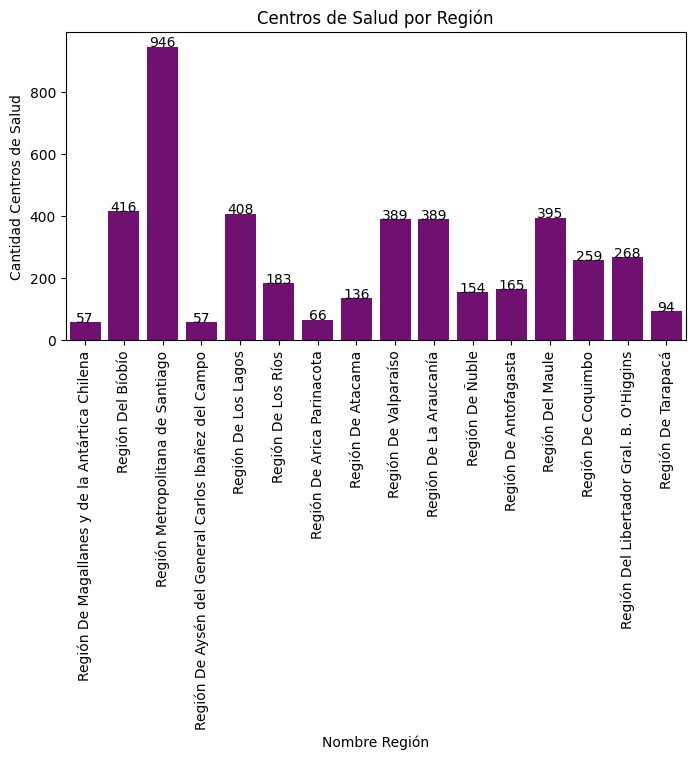 Centros de Salud por Región
Cantidad Centros de Salud
800
600
400
200
0
57
416
946
57
408
183
66
136
389
389
154
165
395
259
268
94
Región De Magallanes y de la Antártica Chilena
Región Del Bíobío
Región Metropolitana de Santiago
Región De Aysén del General Carlos Ibañez del Campo
Región De Los Lagos
Región De Los Ríos
Región De Arica Parinacota
Región De Atacama
Región De Valparaíso
Región De La Araucanía
Región De Ñuble
Región De Antofagasta
Región Del Maule
Región De Coquimbo
Región Del Libertador Gral. B. O'Higgins
Región De Tarapacá
Nombre Región